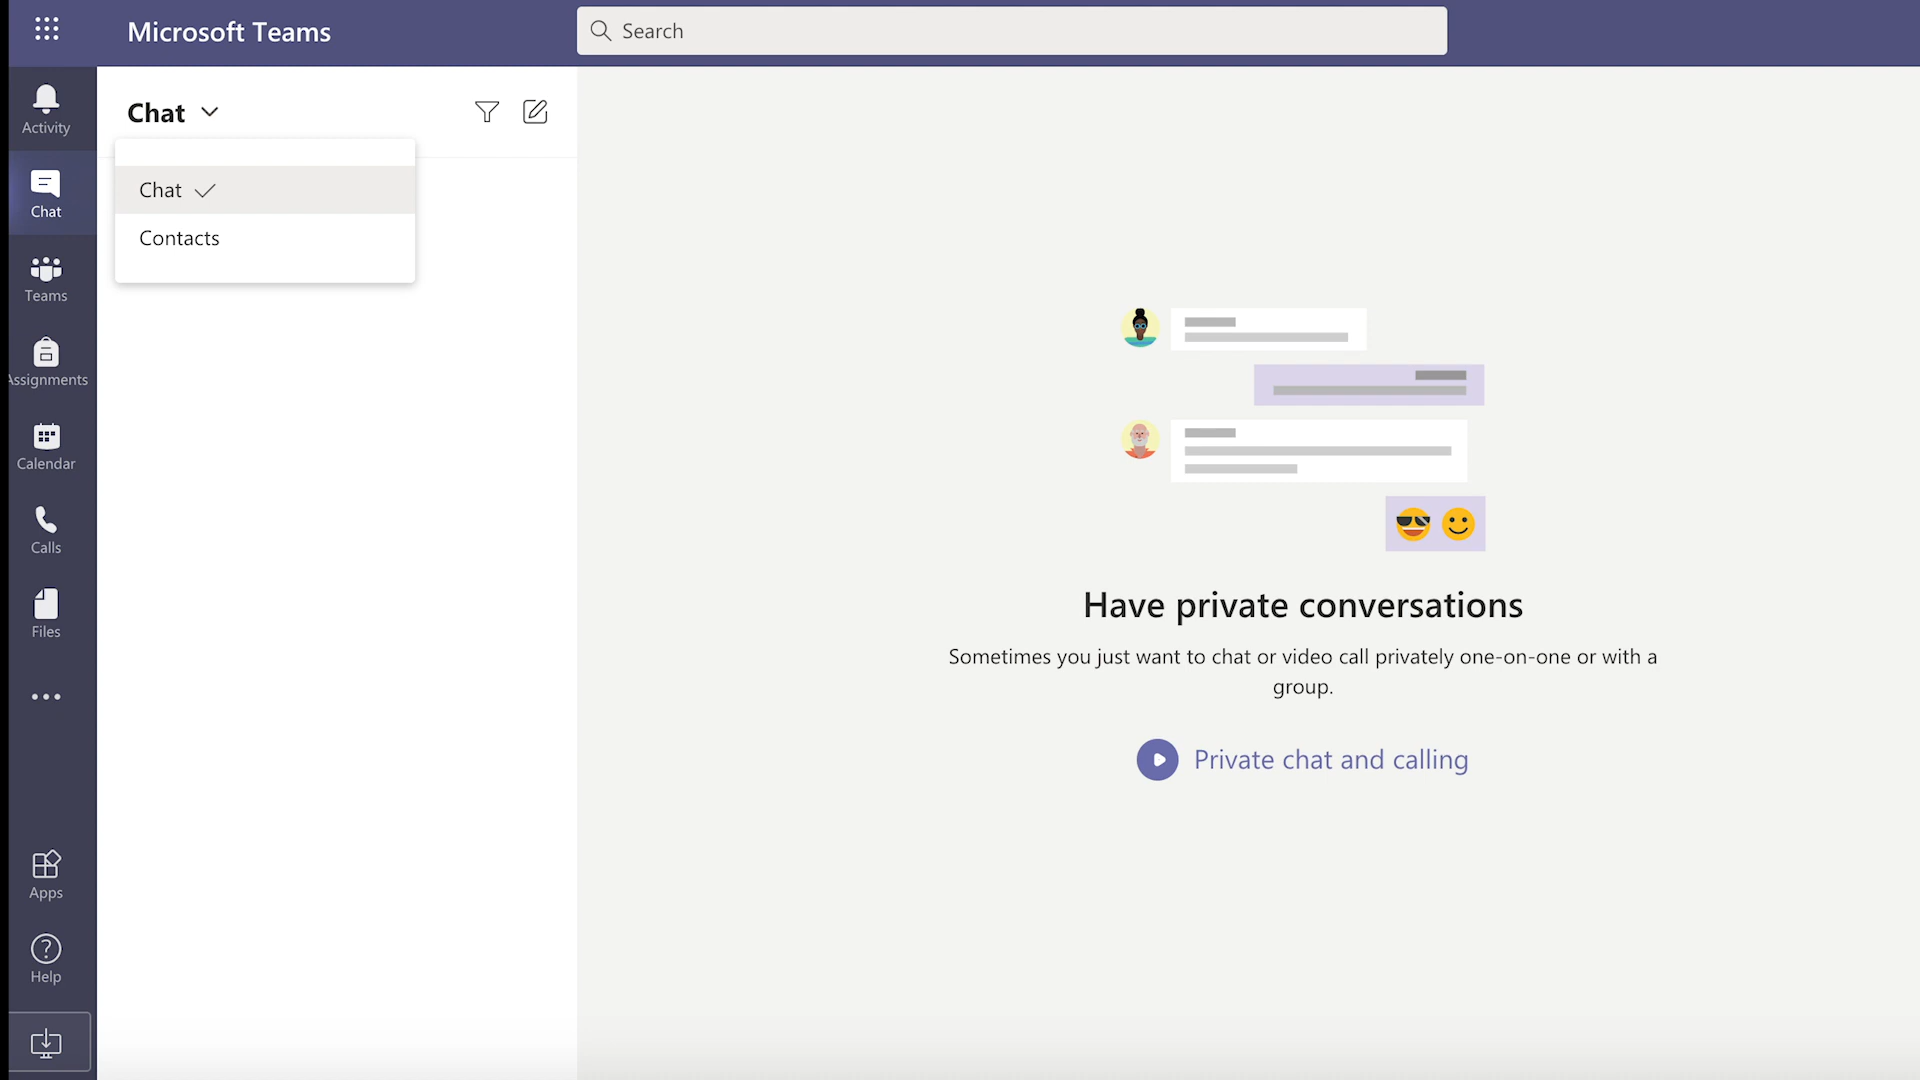 Microsoft Teams
Search
Activity
Chat
Teams
Assignments
Calendar
Calls
Files
Apps
Help
Chat
Chat
Contacts
Have private conversations
Sometimes you just want to chat or video call privately one-on-one or with a
group.
Private chat and calling